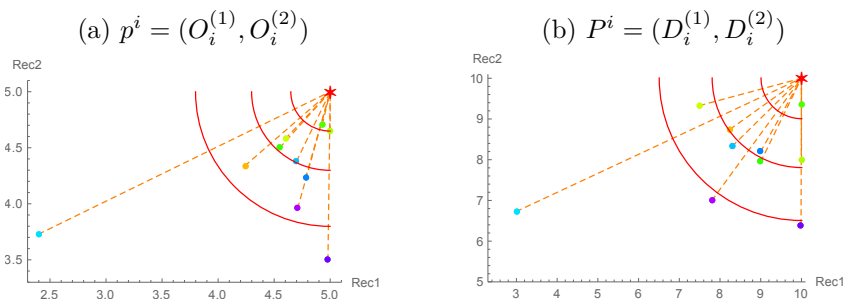 (a) $p^i = (O_i^{(1)}, O_i^{(2)})$
Rec2
5.0
4.5
4.0
3.5
2.5 3.0 3.5 4.0 4.5 5.0
Rec1
(b) $P^i = (D_i^{(1)}, D_i^{(2)})$
Rec2
10
9
8
7
6
5
3 4 5 6 7 8 9 10
Rec1